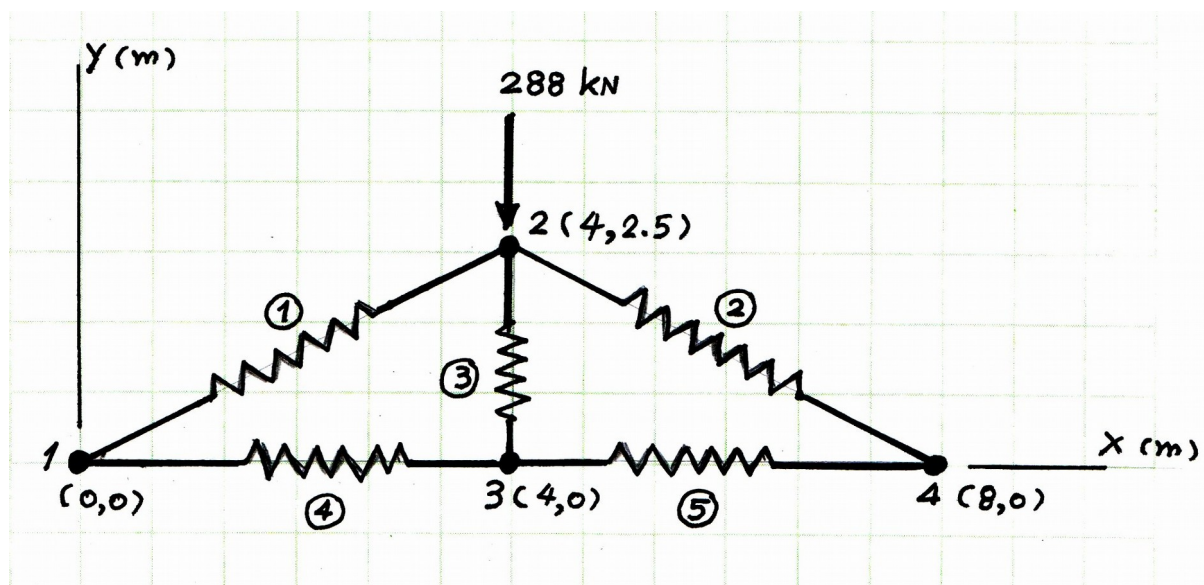 Y (m)
288 kN
2 (4, 2.5)
①
②
③
X (m)
1
(0,0)
④
3 (4,0)
⑤
4 (8,0)